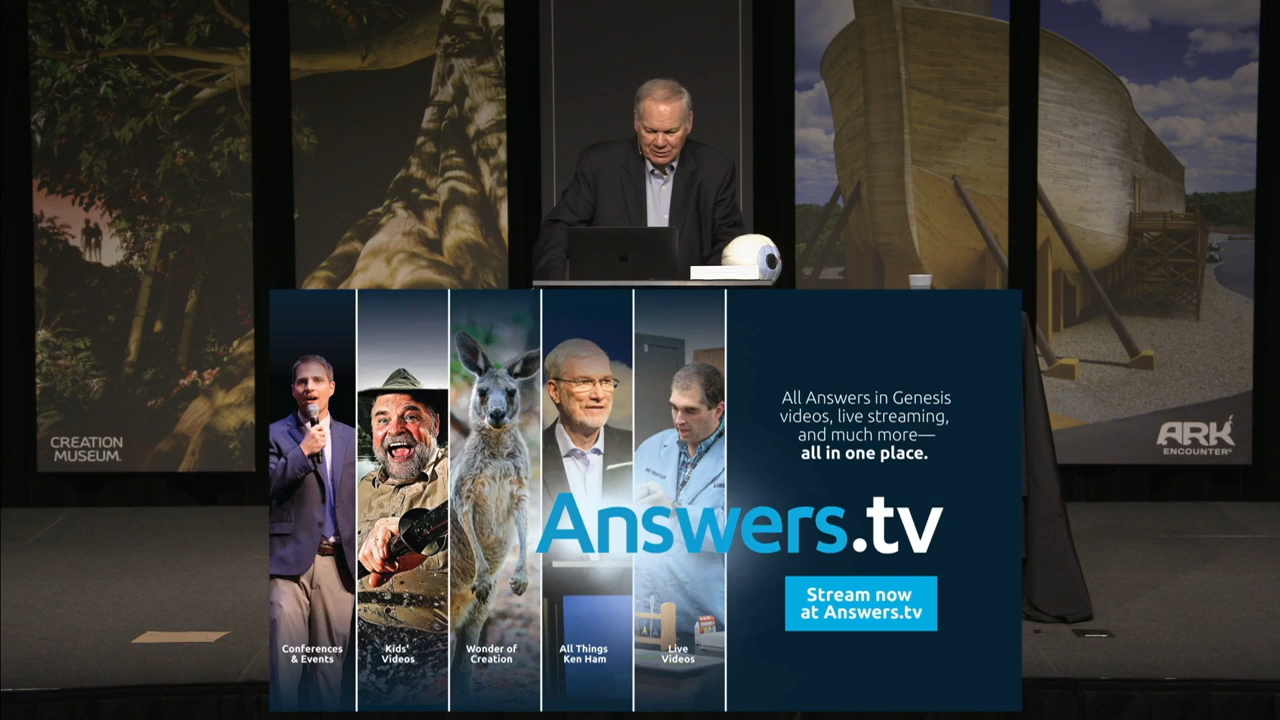 CREATION
MUSEUM
ARK
ENCOUNTER
All Answers in Genesis
videos, live streaming,
and much more—
all in one place.
Answers.tv
Stream now
at Answers.tv
Conferences
& Events
Kids'
Videos
Wonder of
Creation
All Things
Ken Ham
Live
Videos